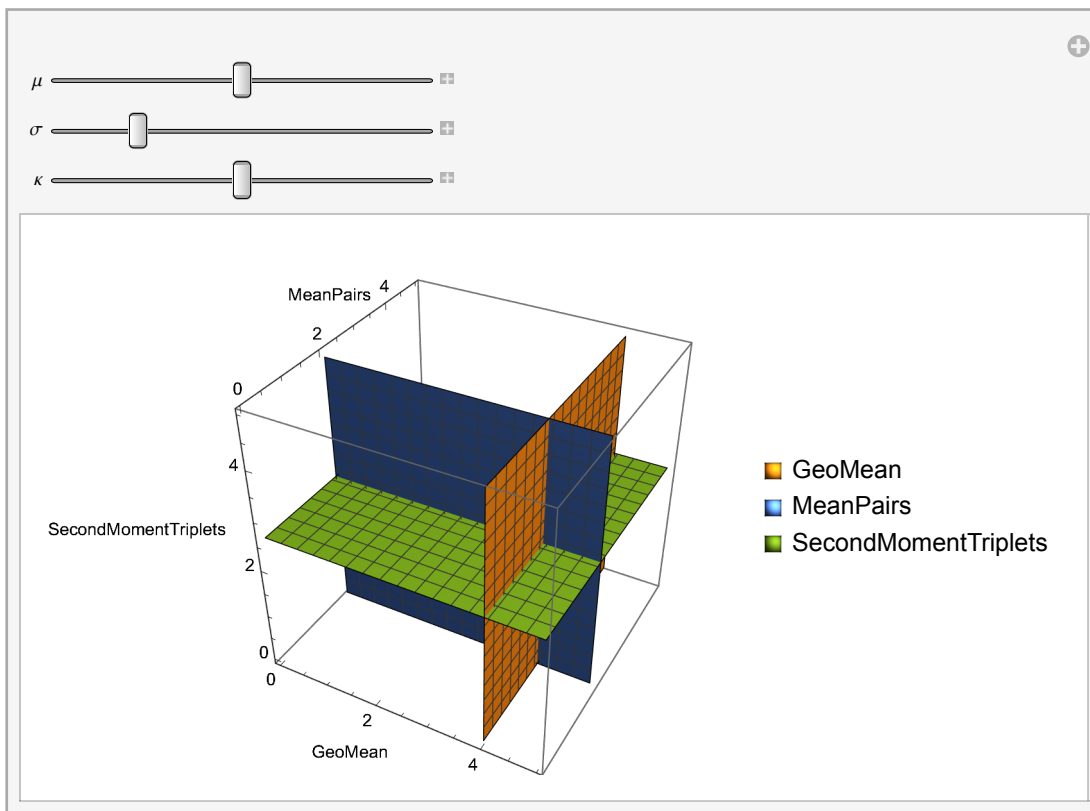 μ
σ
κ
MeanPairs
4
2
0
4
SecondMomentTriplets
2
0
0
2
GeoMean
4
GeoMean
MeanPairs
SecondMomentTriplets